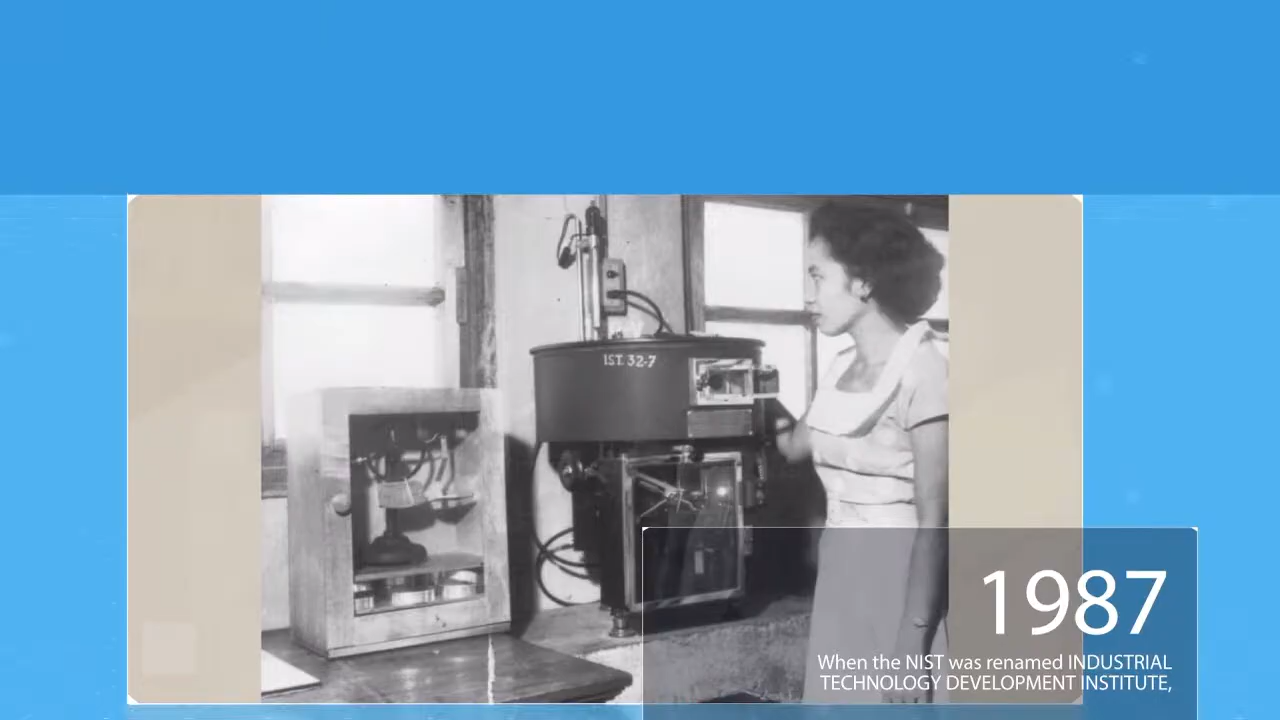 IST. 32-7
1987
When the NIST was renamed INDUSTRIAL
TECHNOLOGY DEVELOPMENT INSTITUTE,